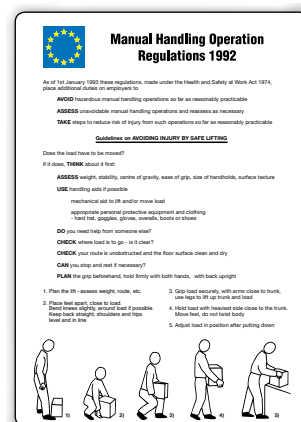 Manual Handling Operation
Regulations 1992
As of 1st January 1993 these regulations, made under the Health and Safety at Work Act 1974,
place additional duties on employers to
AVOID hazardous manual handling operations so far as reasonably practicable
ASSESS unavoidable manual handling operations and reassess as necessary
TAKE steps to reduce risk of injury from such operations so far as reasonably practicable
Guidelines on AVOIDING INJURY BY SAFE LIFTING
Does the load have to be moved?
If it does, THINK about it first:
ASSESS weight, stability, centre of gravity, ease of grip, size of handholds, surface texture
USE handling aids if possible
mechanical aid to lift and/or move load
appropriate personal protective equipment and clothing
- hard hat, goggles, gloves, overalls, boots or shoes
DO you need help from someone else?
CHECK where load is to go - is it clear?
CHECK your route is unobstructed and the floor surface clean and dry
CAN you stop and rest if necessary?
PLAN the grip beforehand, hold firmly with both hands, with back upright
1. Plan the lift - assess weight, route, etc.
2. Place feet apart, close to load.
Bend knees slightly, around load if possible.
Keep back straight, shoulders and hips
level and in line
3. Grip load securely, with arms close to trunk,
use legs to lift up trunk and load
4. Hold load with heaviest side close to the trunk.
Move feet, do not twist body
5. Adjust load in position after putting down
1)
2)
3)
4)
5)